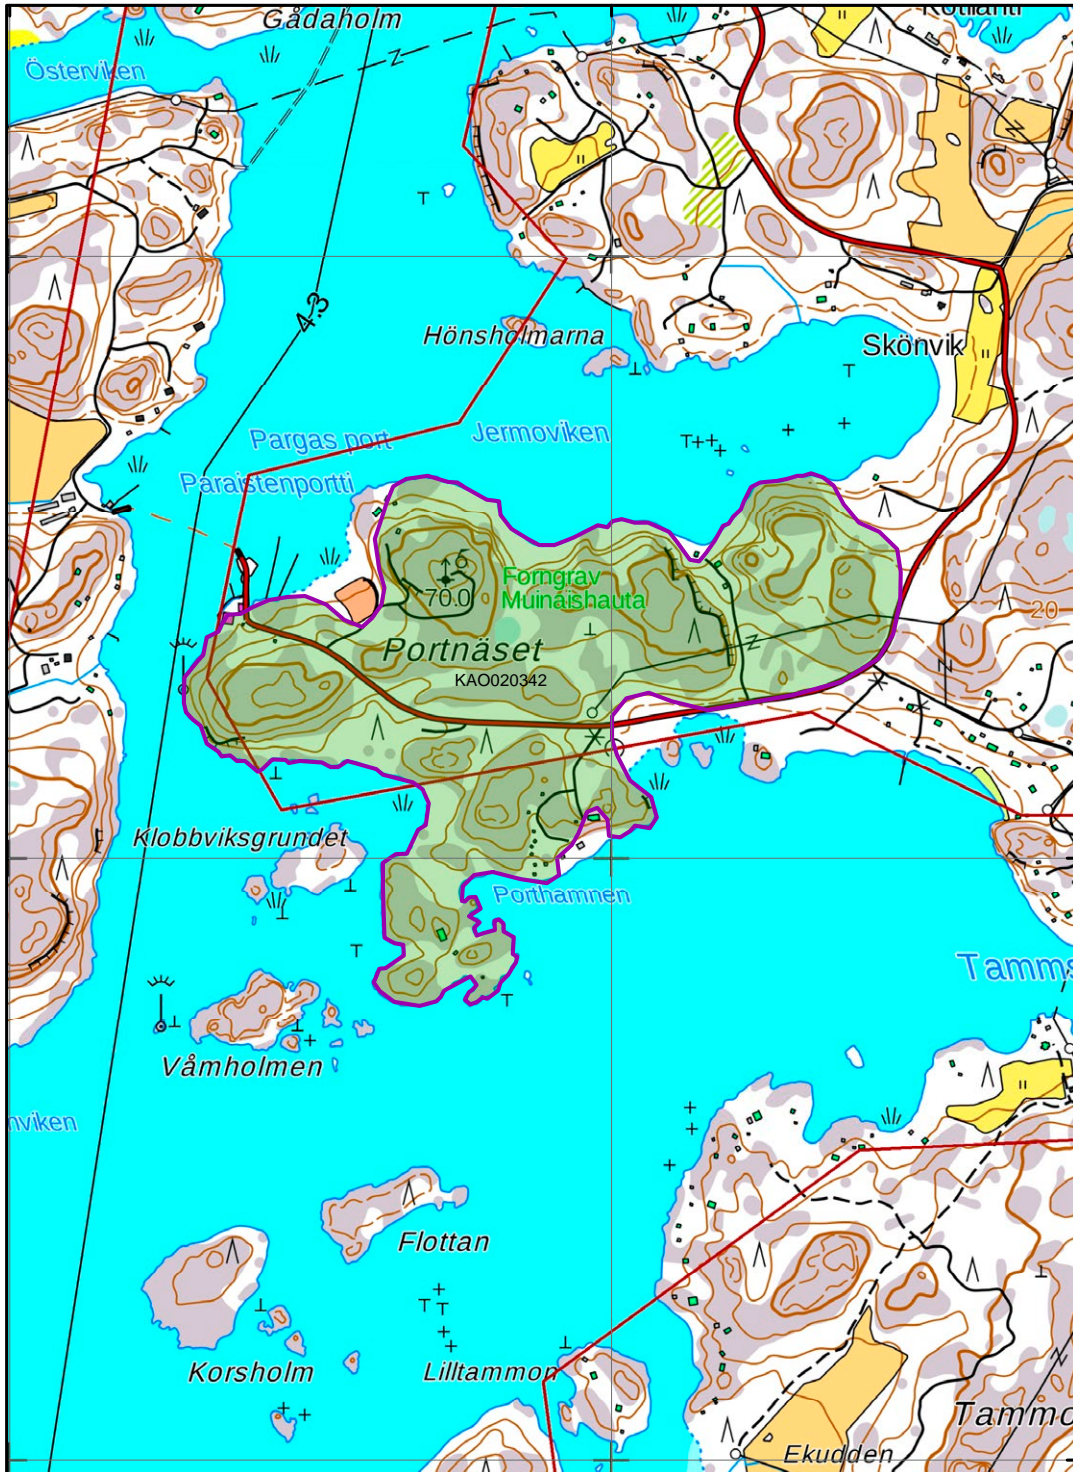 Gådaholm
Österviken
4.3
Hönsholmarna
Skönvik
Pargas port
Jermoviken
Paraistenportti
Forngrav
Muinaishauta
70.0
20
Portnäset
KAO020342
Klobbviksgrundet
Porthamnen
Våmholmen
Flottan
Korsholm
Lilltammon
Ekudden